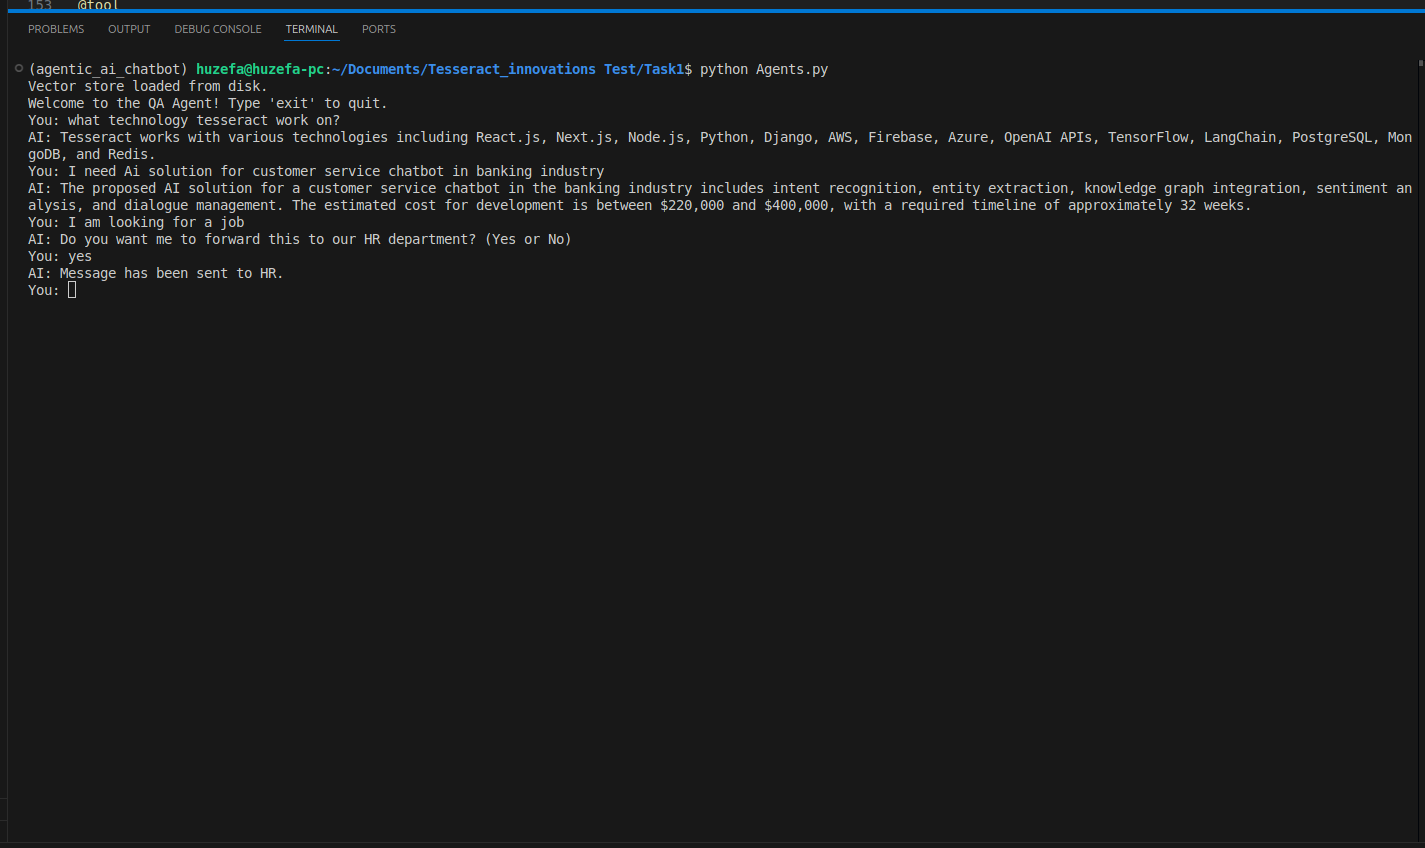 153 @tool
PROBLEMS OUTPUT DEBUG CONSOLE TERMINAL PORTS
(agentic_ai_chatbot) huzefa@huzefa-pc:~/Documents/Tesseract_innovations Test/Task1$ python Agents.py
Vector store loaded from disk.
Welcome to the QA Agent! Type 'exit' to quit.
You: what technology tesseract work on?
AI: Tesseract works with various technologies including React.js, Next.js, Node.js, Python, Django, AWS, Firebase, Azure, OpenAI APIs, TensorFlow, LangChain, PostgreSQL, Mon
goDB, and Redis.
You: I need Ai solution for customer service chatbot in banking industry
AI: The proposed AI solution for a customer service chatbot in the banking industry includes intent recognition, entity extraction, knowledge graph integration, sentiment an
alysis, and dialogue management. The estimated cost for development is between $220,000 and $400,000, with a required timeline of approximately 32 weeks.
You: I am looking for a job
AI: Do you want me to forward this to our HR department? (Yes or No)
You: yes
AI: Message has been sent to HR.
You: